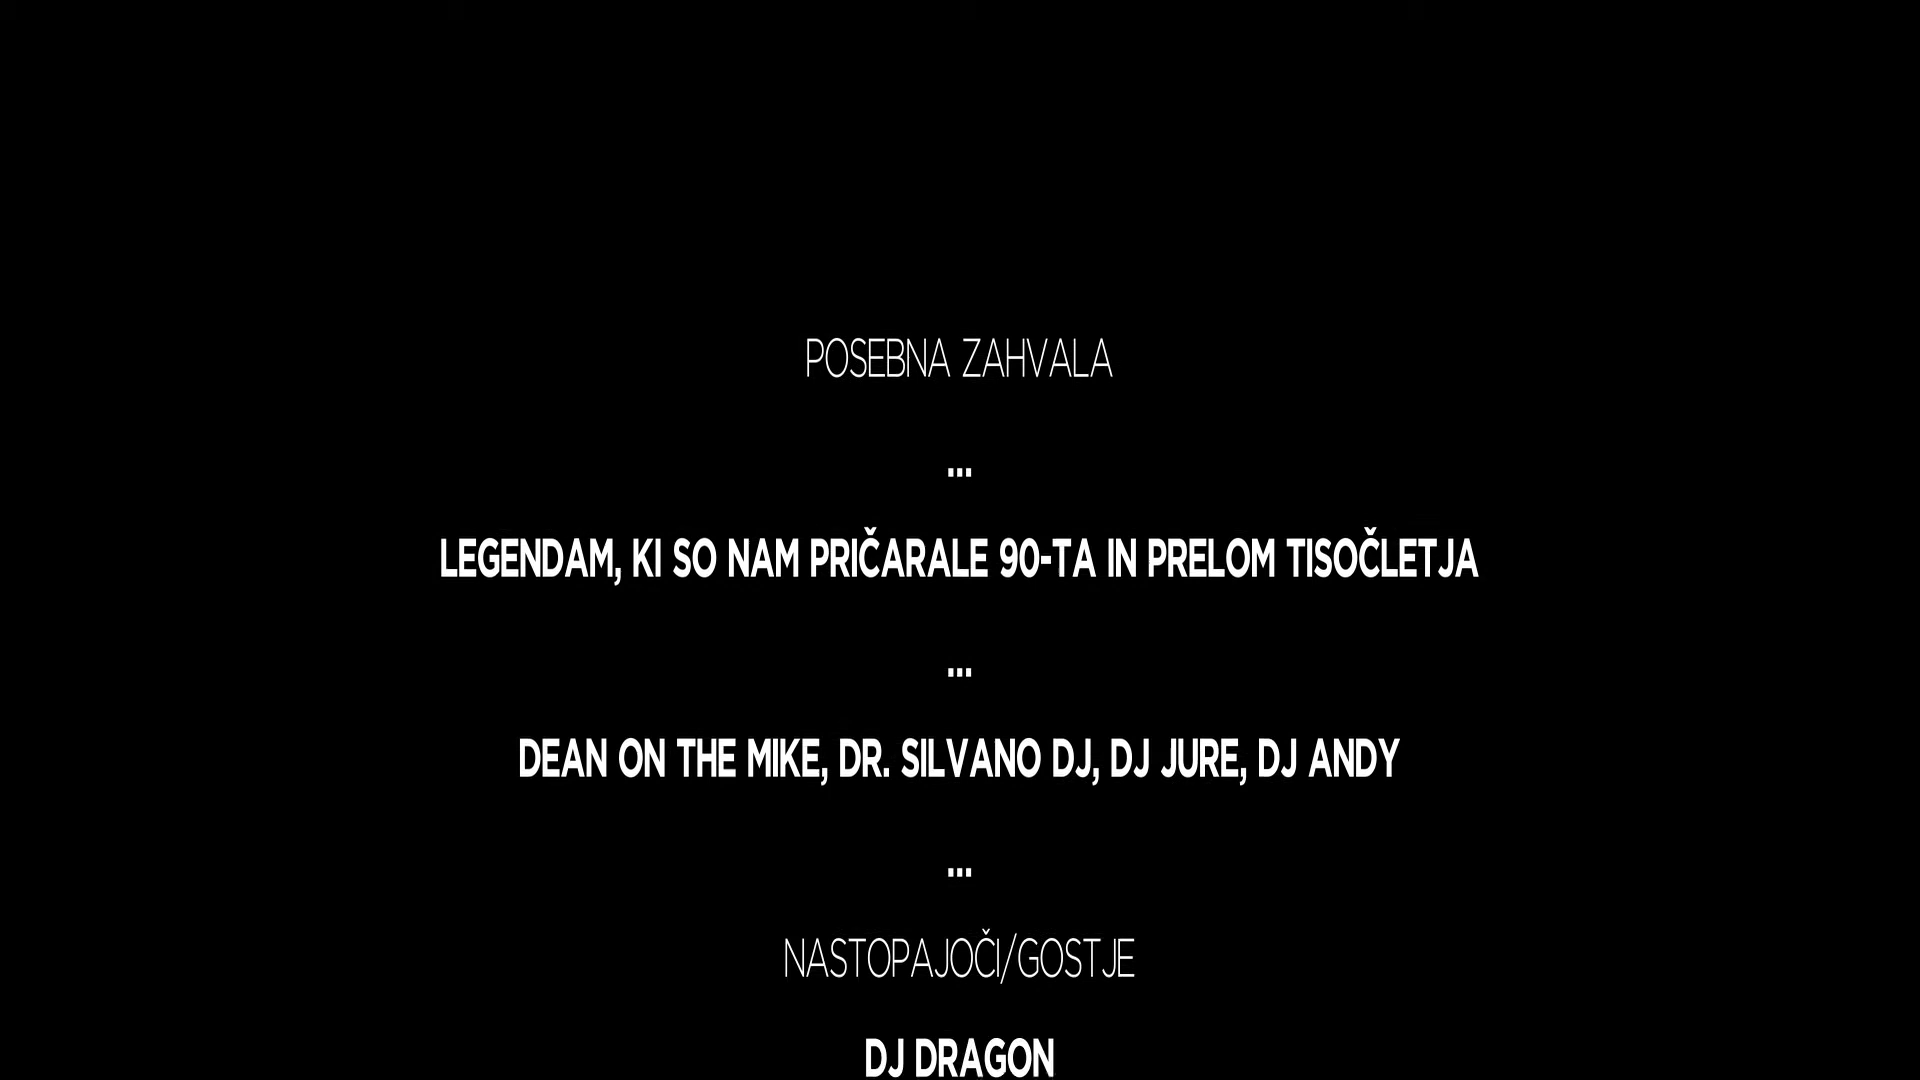 POSEBNA ZAHVALA
...
LEGENDAM, KI SO NAM PRIČARALE 90-TA IN PRELOM TISOČLETJA
...
DEAN ON THE MIKE, DR. SILVANO DJ, DJ JURE, DJ ANDY
...
NASTOPAJOČI/GOSTJE
DJ DRAGON